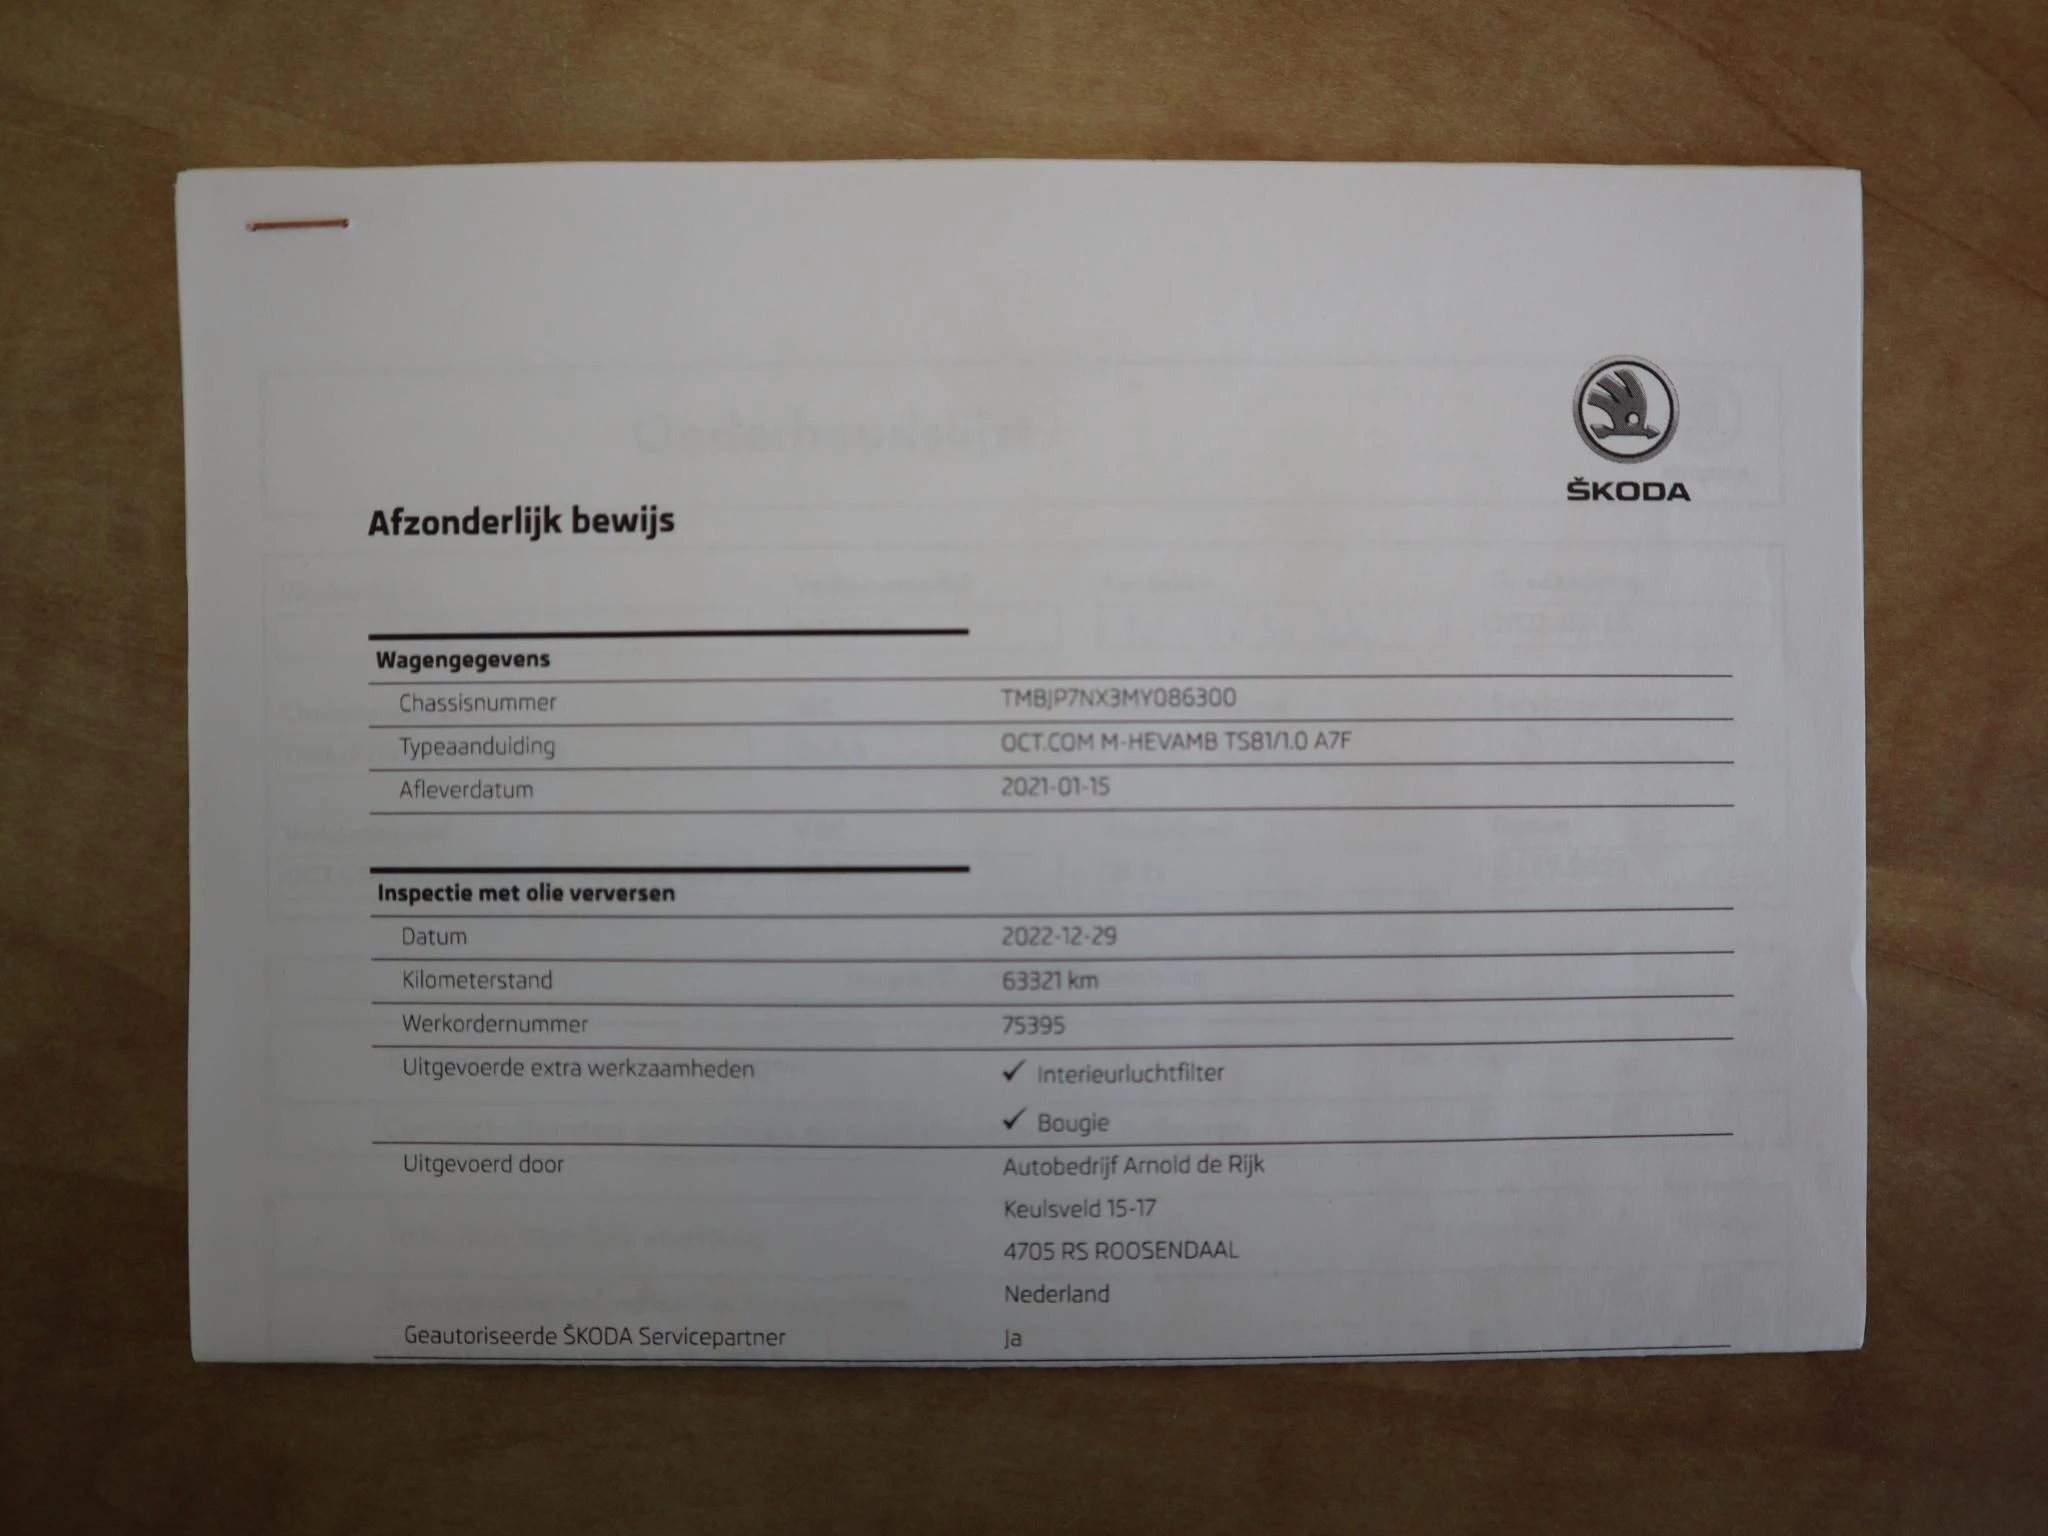 ŠKODA
Afzonderlijk bewijs
Wagengegevens
Chassisnummer TMBJP7NX3MY086300
Typeaanduiding OCT.COM M-HEVAMB TS81/1.0 A7F
Afleverdatum 2021-01-15
Inspectie met olie verversen
Datum 2022-12-29
Kilometerstand 63321 km
Werkordernummer 75395
Uitgevoerde extra werkzaamheden ✓ Interieurluchtfilter
✓ Bougie
Uitgevoerd door Autobedrijf Arnold de Rijk
Keulsveld 15-17
4705 RS ROOSENDAAL
Nederland
Geautoriseerde ŠKODA Servicepartner Ja